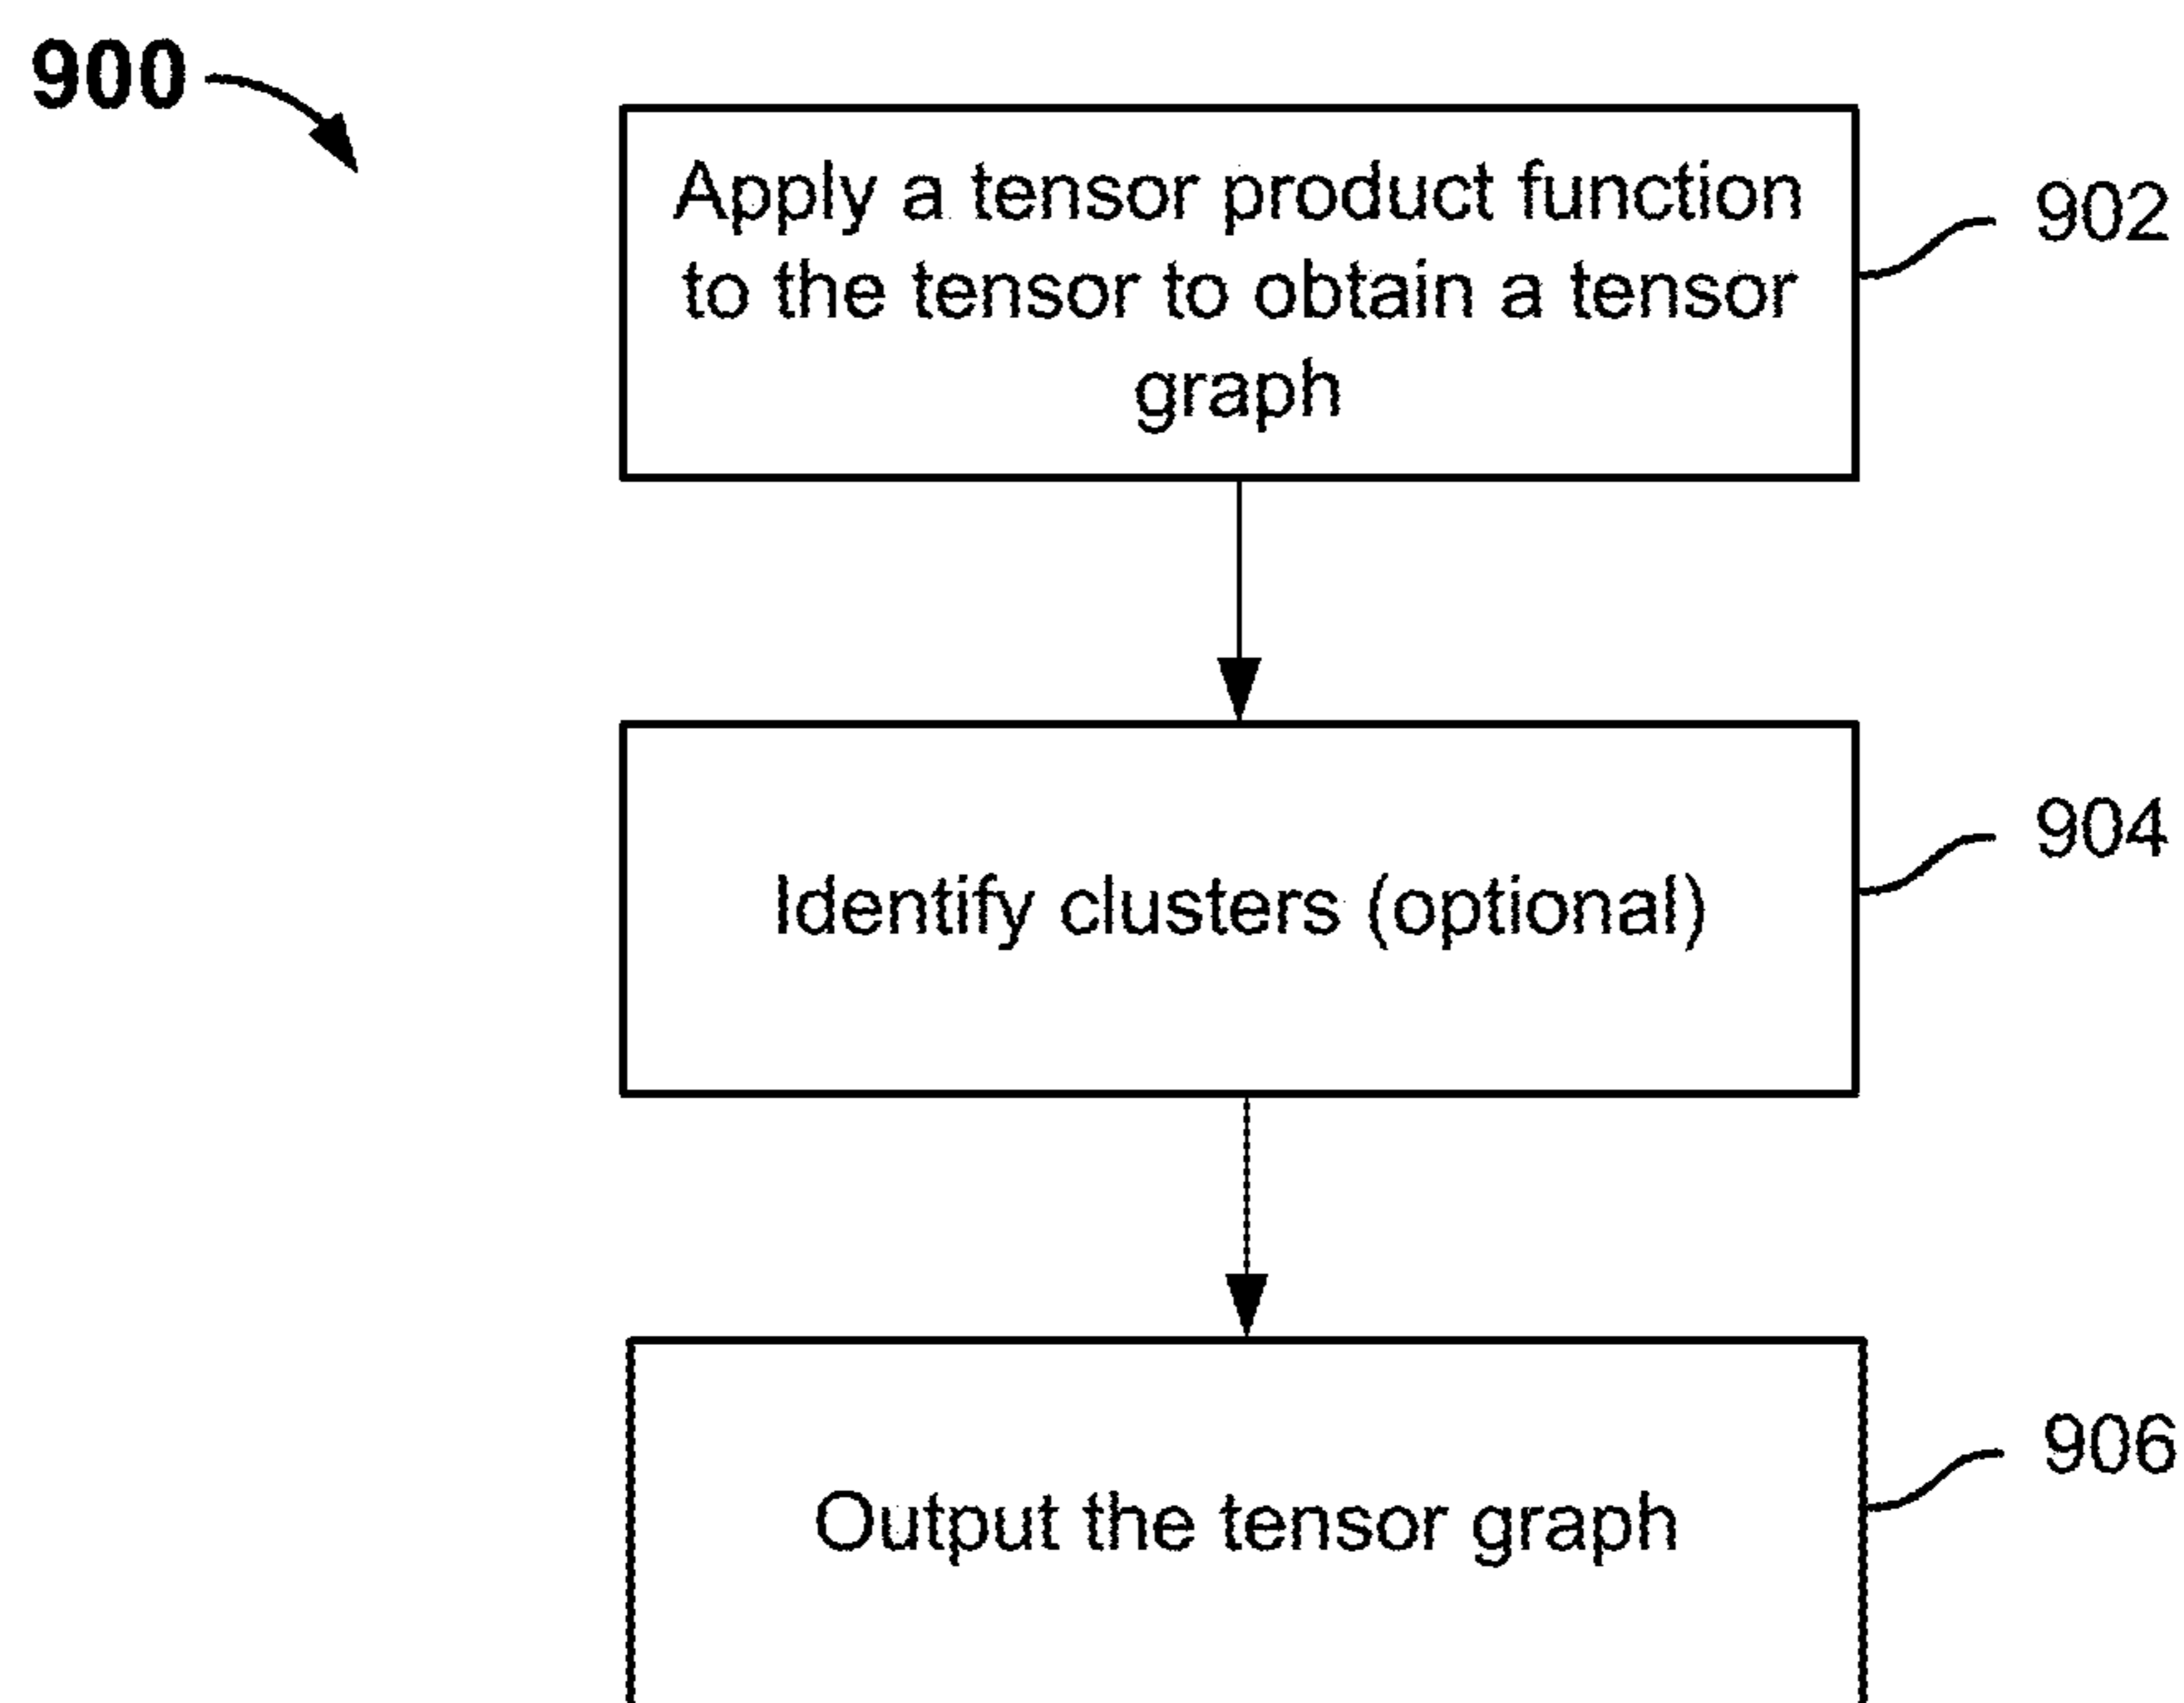 900
Apply a tensor product function
to the tensor to obtain a tensor
graph
902
Identify clusters (optional)
904
Output the tensor graph
906